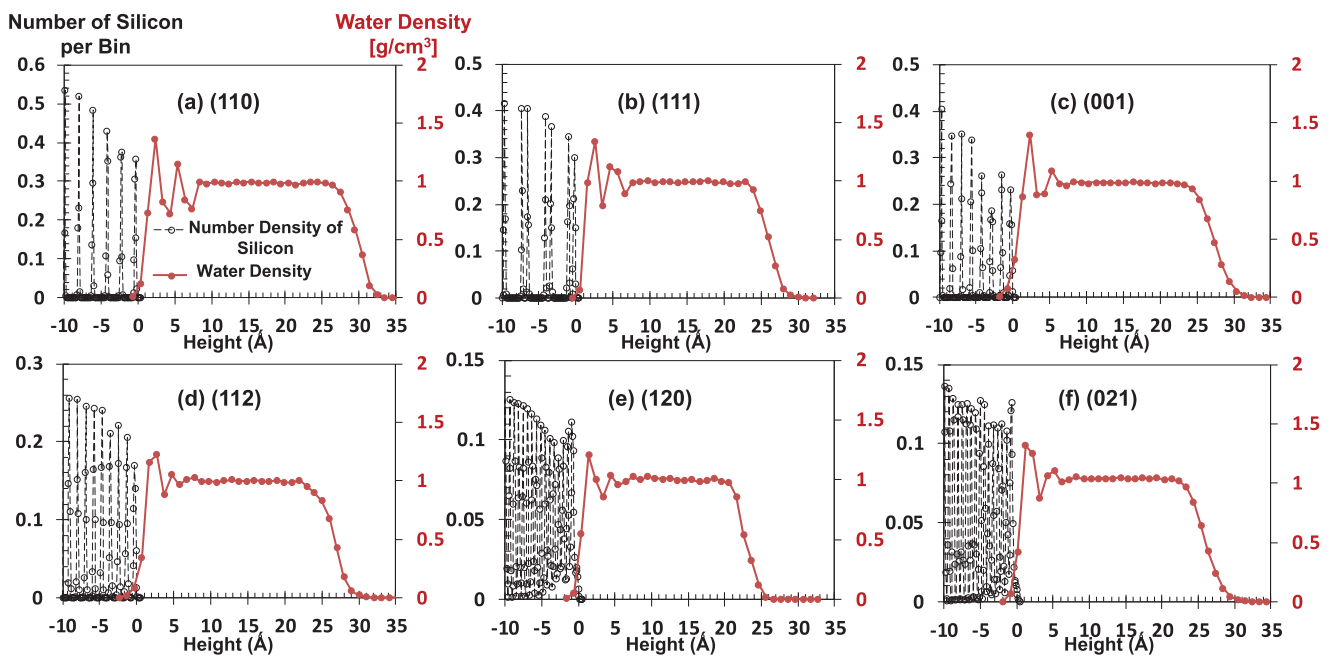 Number of Silicon
per Bin
Water Density
[g/cm³]
0.6
0.5
0.4
0.3
0.2
0.1
0
2
1.5
1
0.5
0
(a) (110)
Number Density of
Silicon
Water Density
-10 -5 0 5 10 15 20 25 30 35
Height (Å)
0.5
0.4
0.3
0.2
0.1
0
2
1.5
1
0.5
0
(b) (111)
-10 -5 0 5 10 15 20 25 30 35
Height (Å)
0.5
0.4
0.3
0.2
0.1
0
2
1.5
1
0.5
0
(c) (001)
-10 -5 0 5 10 15 20 25 30 35
Height (Å)
0.3
0.2
0.1
0
2
1.5
1
0.5
0
(d) (112)
-10 -5 0 5 10 15 20 25 30 35
Height (Å)
0.15
0.1
0.05
0
2
1.5
1
0.5
0
(e) (120)
-10 -5 0 5 10 15 20 25 30 35
Height (Å)
0.15
0.1
0.05
0
2
1.5
1
0.5
0
(f) (021)
-10 -5 0 5 10 15 20 25 30 35
Height (Å)